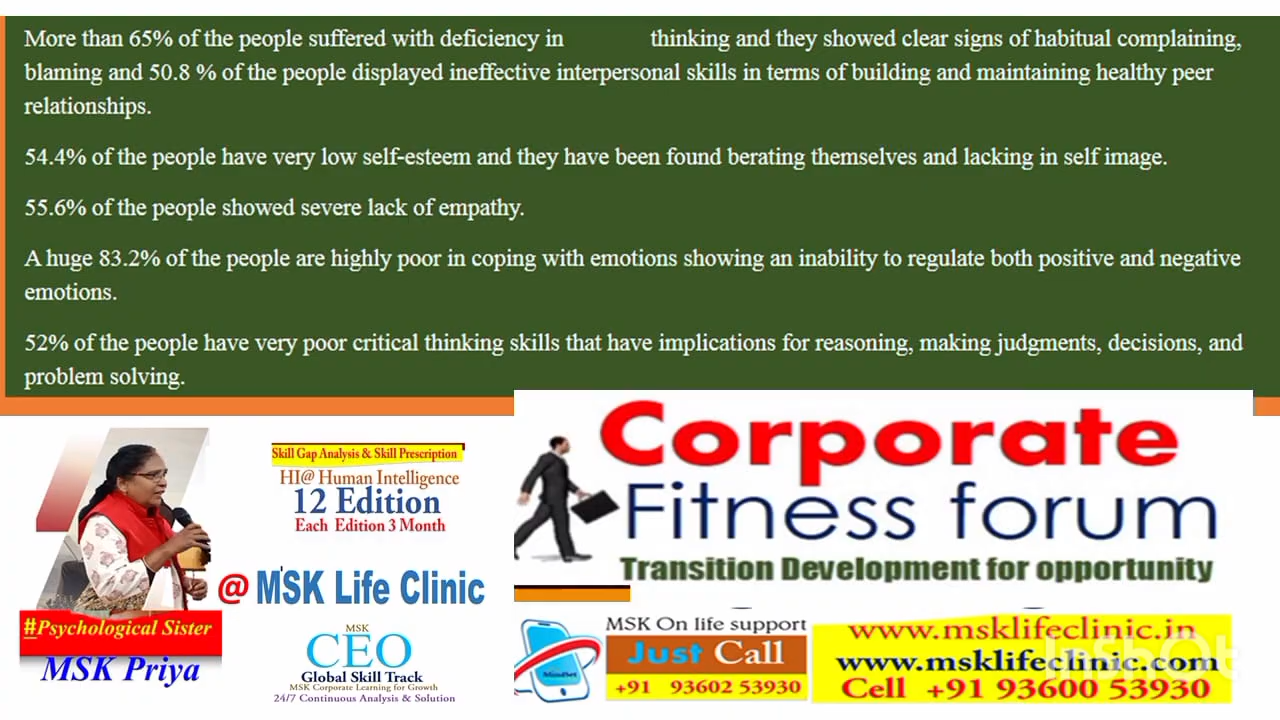 More than 65% of the people suffered with deficiency in thinking and they showed clear signs of habitual complaining,
blaming and 50.8 % of the people displayed ineffective interpersonal skills in terms of building and maintaining healthy peer
relationships.
54.4% of the people have very low self-esteem and they have been found berating themselves and lacking in self image.
55.6% of the people showed severe lack of empathy.
A huge 83.2% of the people are highly poor in coping with emotions showing an inability to regulate both positive and negative
emotions.
52% of the people have very poor critical thinking skills that have implications for reasoning, making judgments, decisions, and
problem solving.
#Psychological Sister
MSK Priya
Skill Gap Analysis & Skill Prescription
HI@ Human Intelligence
12 Edition
Each Edition 3 Month
@ MSK Life Clinic
MSK
CEO
Global Skill Track
MSK Corporate Learning for Growth
24/7 Continuous Analysis & Solution
Corporate
Fitness forum
Transition Development for opportunity
MindSet
MSK On life support
Just Call
+91 93602 53930
www.msklifeclinic.in
www.msklifeclinic.com
Cell +91 93600 53930
InShOt